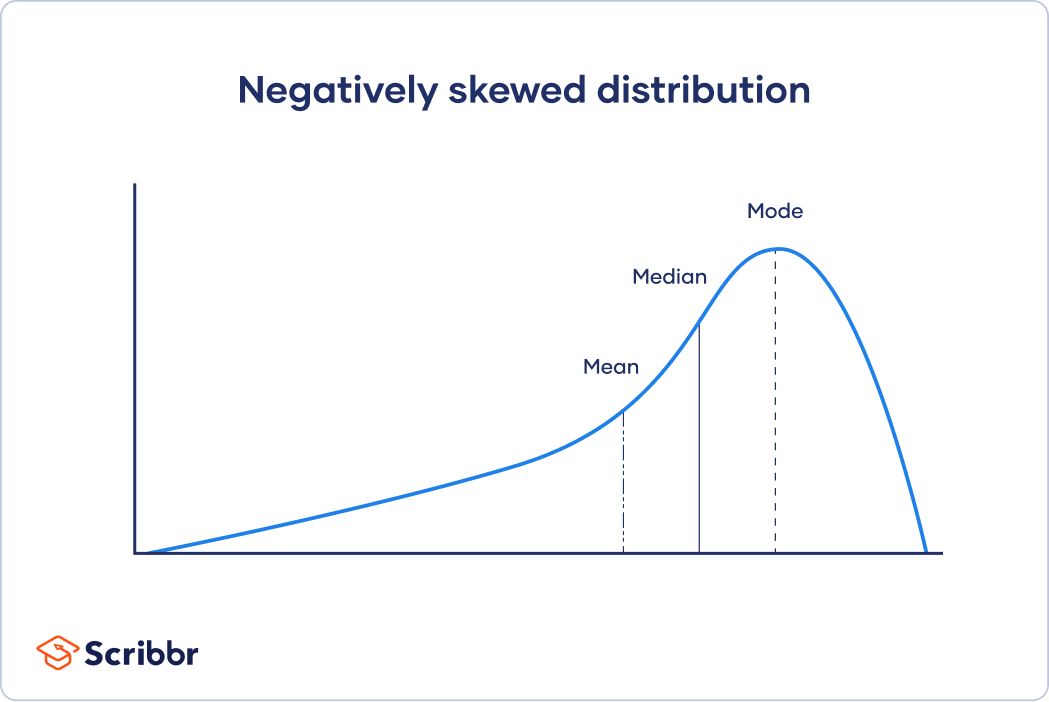 Negatively skewed distribution
Mode
Median
Mean
Scribbr